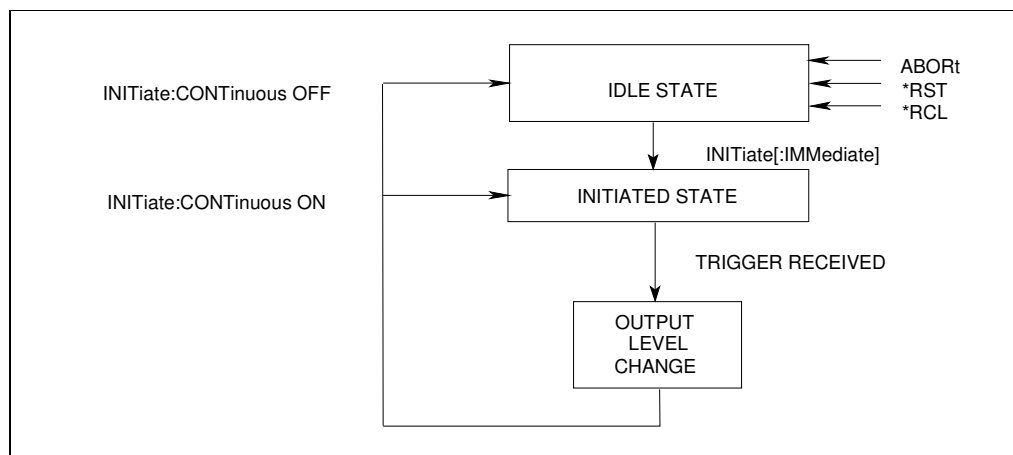 ABORt
INITiate:CONTinuous OFF
IDLE STATE
*RST
*RCL
INITiate[:IMMediate]
INITiate:CONTinuous ON
INITIATED STATE
TRIGGER RECEIVED
OUTPUT
LEVEL
CHANGE